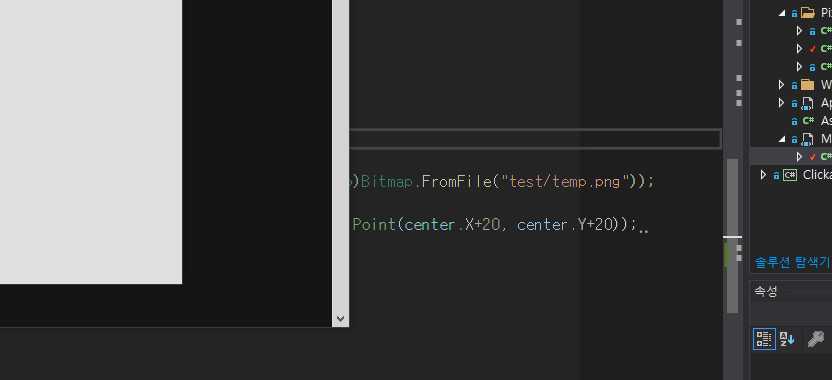 Pi
C#
C#
C#
W
Ap
C# As
M
C#
C# Clicka
)Bitmap.FromFile("test/temp.png"));
Point(center.X+20, center.Y+20));
솔루션 탐색기
속성